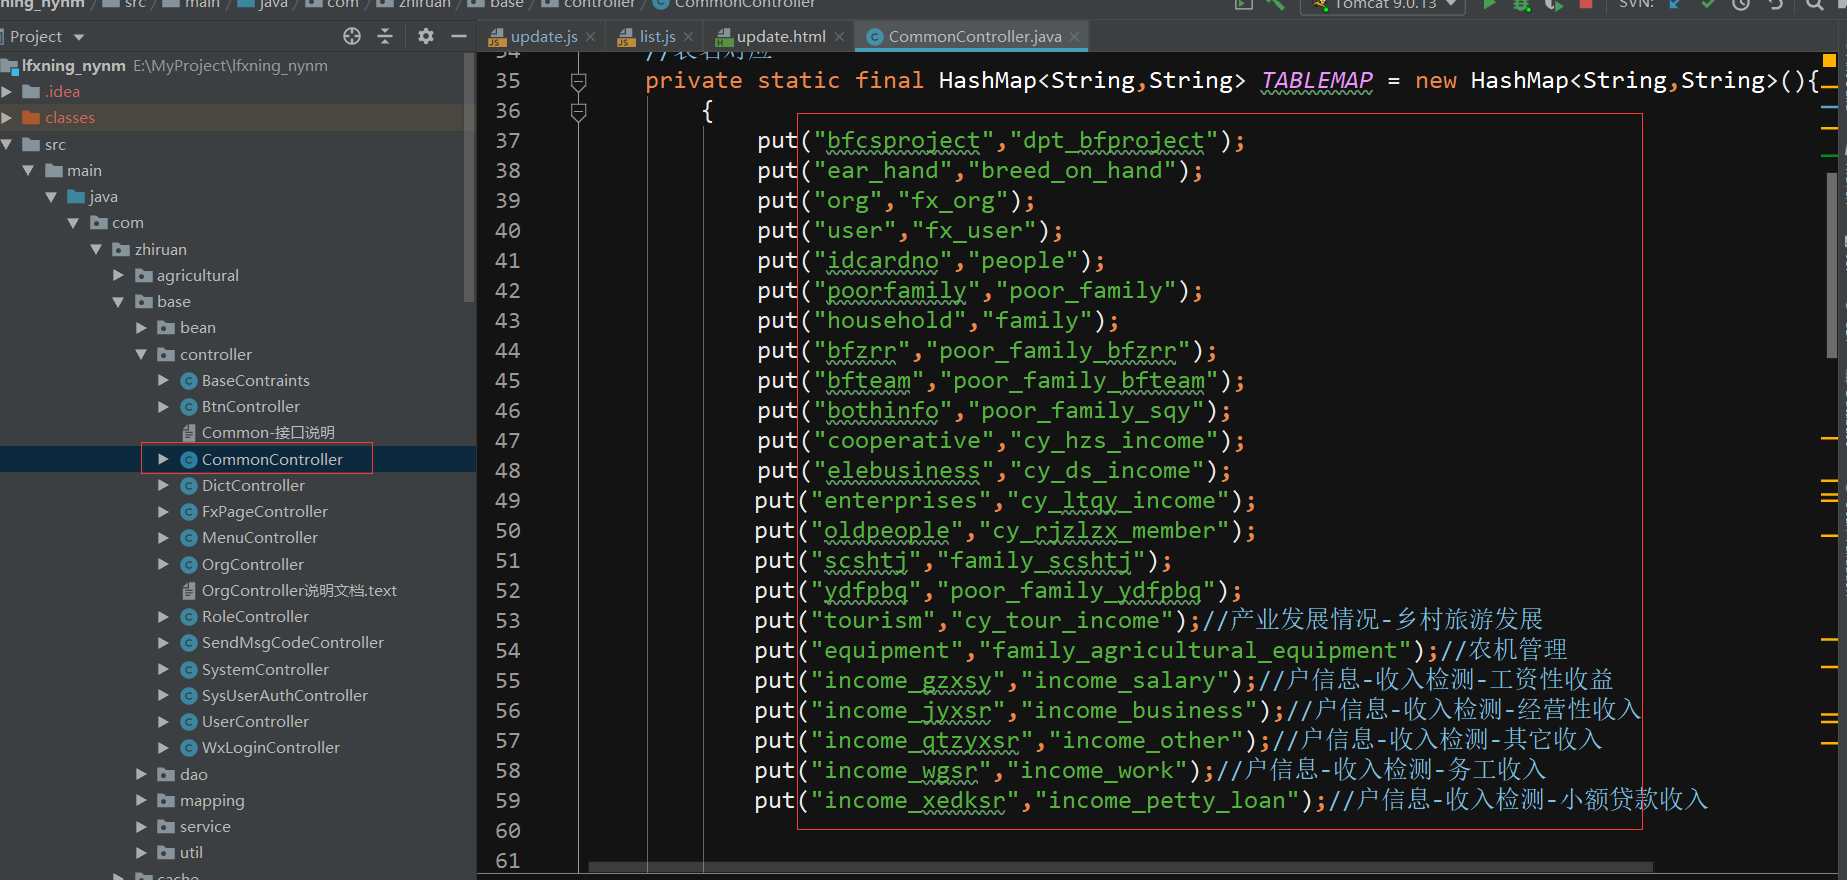 ning_nynm src main java com zhiruan base controller CommonController
Tomcat 9.0.13 SVN:
Project
update.js list.js update.html CommonController.java
lfxning_nynm E:\MyProject\lfxning_nynm
.idea
classes
src
main
java
com
zhiruan
agricultural
base
bean
controller
BaseContraints
BtnController
Common-接口说明
CommonController
DictController
FxPageController
MenuController
OrgController
OrgController说明文档.text
RoleController
SendMsgCodeController
SystemController
SysUserAuthController
UserController
WxLoginController
dao
mapping
service
util
cache
34 //表名对应
35 private static final HashMap<String,String> TABLEMAP = new HashMap<String,String>(){
36 {
37 put("bfcsproject","dpt_bfproject");
38 put("ear_hand","breed_on_hand");
39 put("org","fx_org");
40 put("user","fx_user");
41 put("idcardno","people");
42 put("poorfamily","poor_family");
43 put("household","family");
44 put("bfzrr","poor_family_bfzrr");
45 put("bfteam","poor_family_bfteam");
46 put("bothinfo","poor_family_sqy");
47 put("cooperative","cy_hzs_income");
48 put("elebusiness","cy_ds_income");
49 put("enterprises","cy_ltqy_income");
50 put("oldpeople","cy_rjzlzx_member");
51 put("scshtj","family_scshtj");
52 put("ydfpbq","poor_family_ydfpbq");
53 put("tourism","cy_tour_income");//产业发展情况-乡村旅游发展
54 put("equipment","family_agricultural_equipment");//农机管理
55 put("income_gzxsy","income_salary");//户信息-收入检测-工资性收益
56 put("income_jyxsr","income_business");//户信息-收入检测-经营性收入
57 put("income_qtzyxsr","income_other");//户信息-收入检测-其它收入
58 put("income_wgsr","income_work");//户信息-收入检测-务工收入
59 put("income_xedksr","income_petty_loan");//户信息-收入检测-小额贷款收入
60
61